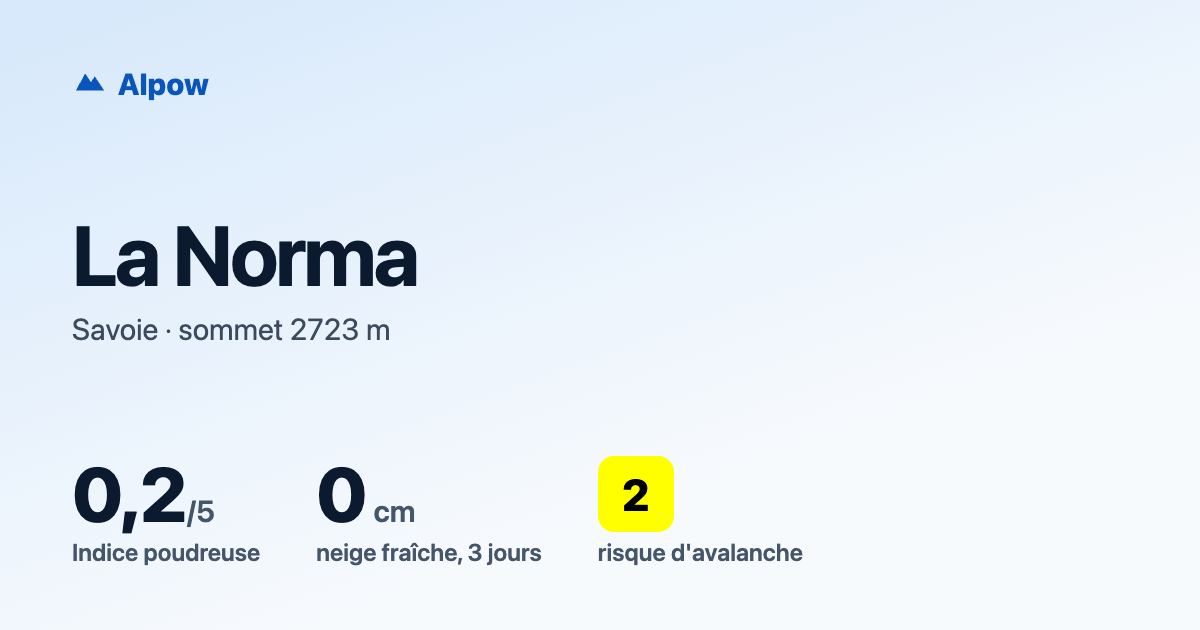 Alpow
La Norma
Savoie · sommet 2723 m
0,2/5
Indice poudreuse
0 cm
neige fraîche, 3 jours
2
risque d'avalanche